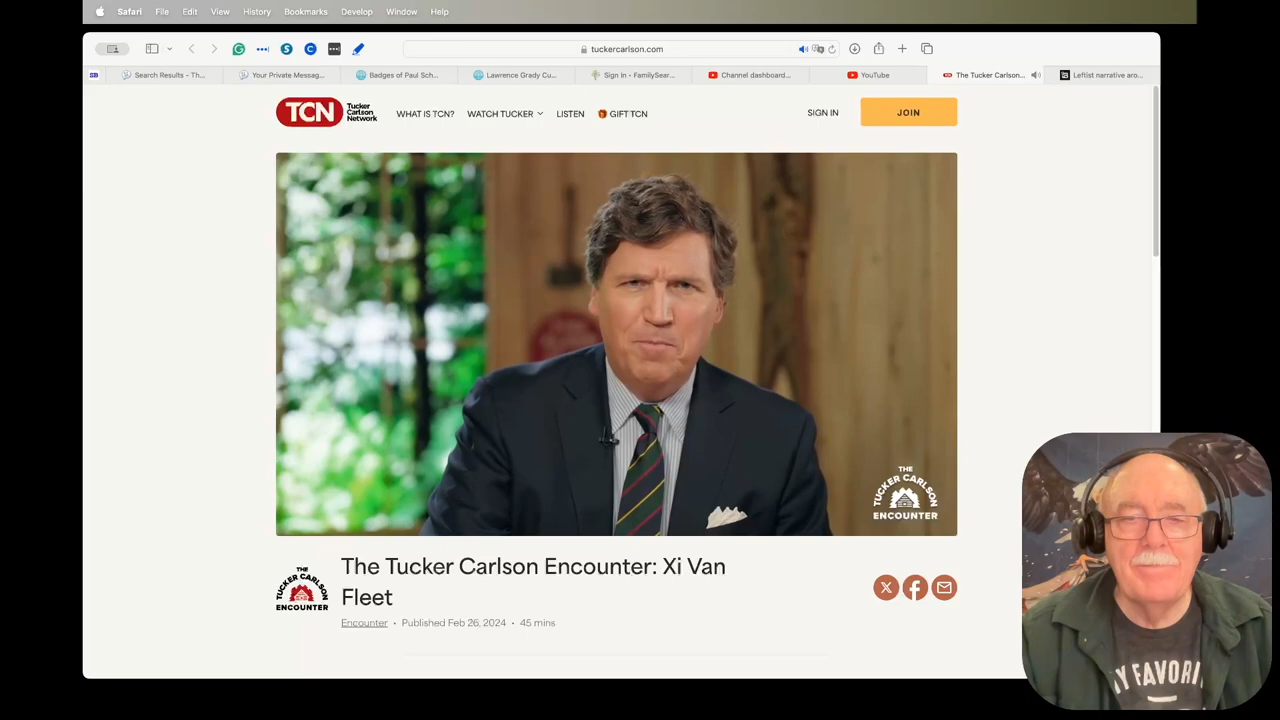 Safari File Edit View History Bookmarks Develop Window Help
tuckercarlson.com
SB Search Results - Th... Your Private Messag... Badges of Paul Sch... Lawrence Grady Cu... Sign In - FamilySear... Channel dashboard... YouTube The Tucker Carlson... Leftist narrative aro...
TCN Tucker Carlson Network WHAT IS TCN? WATCH TUCKER LISTEN GIFT TCN SIGN IN JOIN
THE
TUCKER CARLSON
ENCOUNTER
The Tucker Carlson Encounter: Xi Van
Fleet
THE
TUCKER CARLSON
ENCOUNTER
Encounter • Published Feb 26, 2024 • 45 mins
MY FAVORI